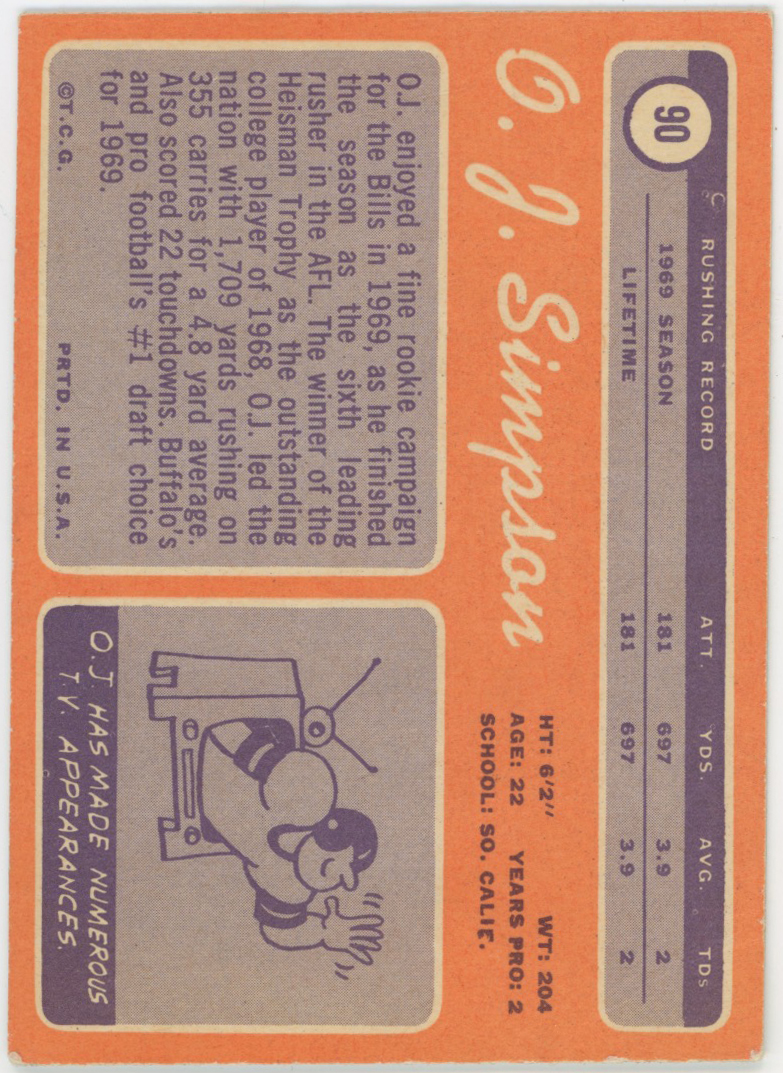 90
RUSHING RECORD ATT. YDS. AVG. TDs
1969 SEASON 181 697 3.9 2
LIFETIME 181 697 3.9 2
O. J. Simpson
HT: 6'2" WT: 204
AGE: 22 YEARS PRO: 2
SCHOOL: SO. CALIF.
O.J. enjoyed a fine rookie campaign
for the Bills in 1969, as he finished
the season as the sixth leading
rusher in the AFL. The winner of the
Heisman Trophy as the outstanding
college player of 1968, O.J. led the
nation with 1,709 yards rushing on
355 carries for a 4.8 yard average.
Also scored 22 touchdowns. Buffalo's
and pro football's #1 draft choice
for 1969.
©T.C.G. PRTD. IN U.S.A.
O.J. HAS MADE NUMEROUS
T.V. APPEARANCES.